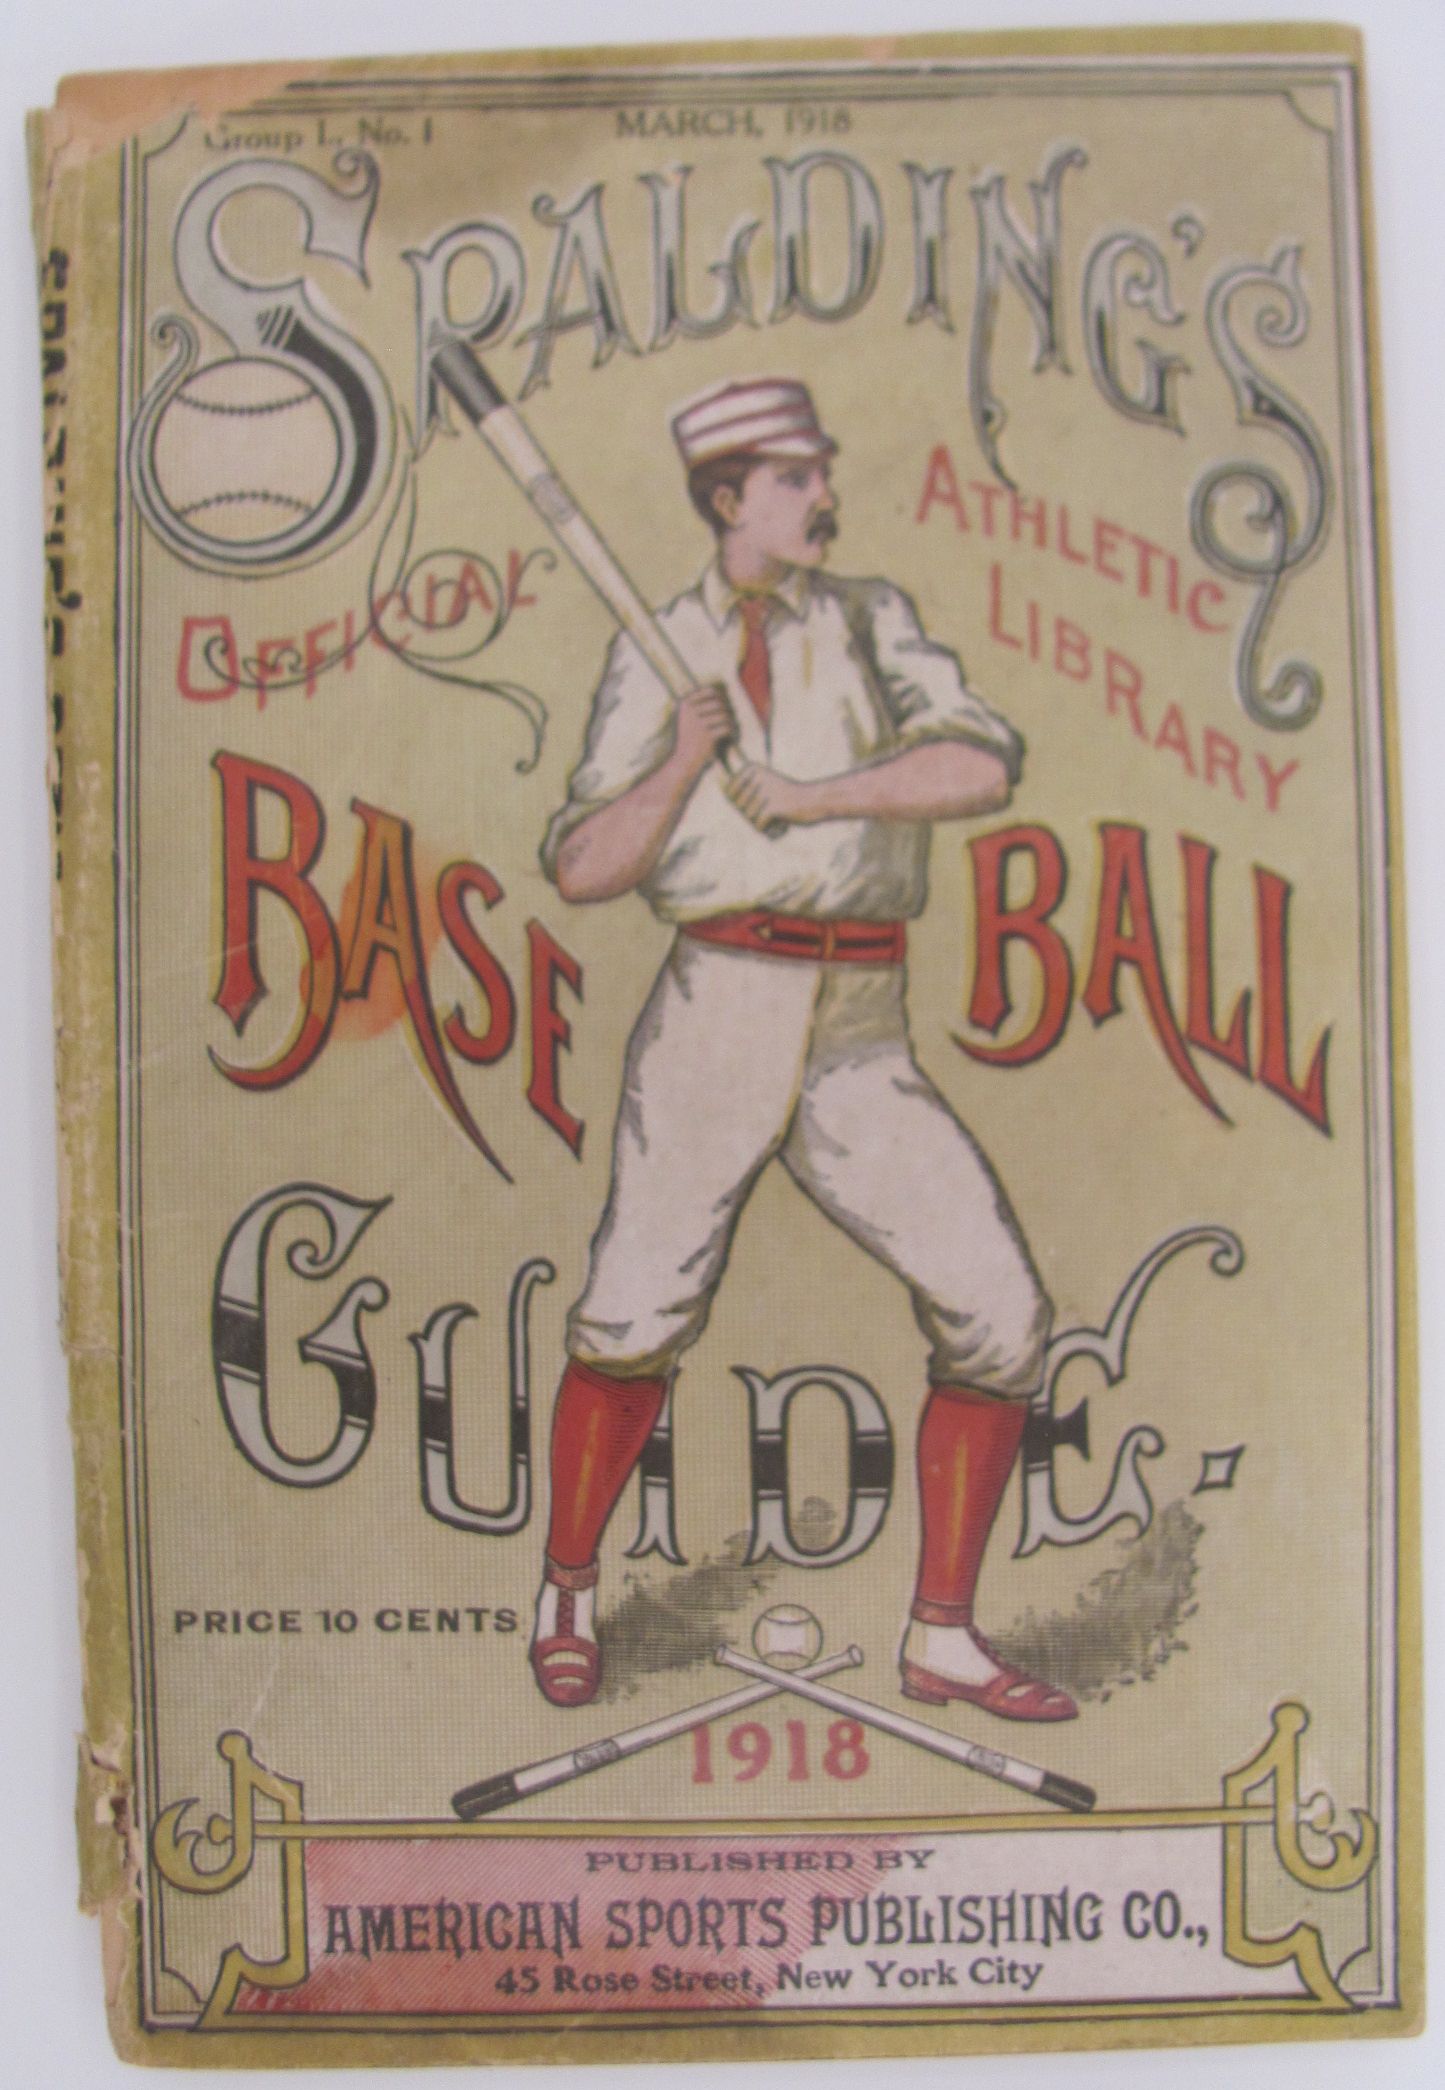 Group I., No. 1 MARCH, 1918
SPALDING'S
OFFICIAL
ATHLETIC
LIBRARY
BASE BALL
GUIDE.
PRICE 10 CENTS
1918
PUBLISHED BY
AMERICAN SPORTS PUBLISHING CO.,
45 Rose Street, New York City